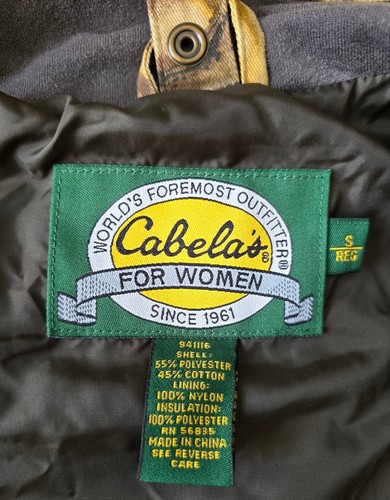 WORLD'S FOREMOST OUTFITTER®
Cabela's®
FOR WOMEN
SINCE 1961
S
REG
941116
SHELL:
55% POLYESTER
45% COTTON
LINING:
100% NYLON
INSULATION:
100% POLYESTER
RN 56835
MADE IN CHINA
SEE REVERSE
CARE